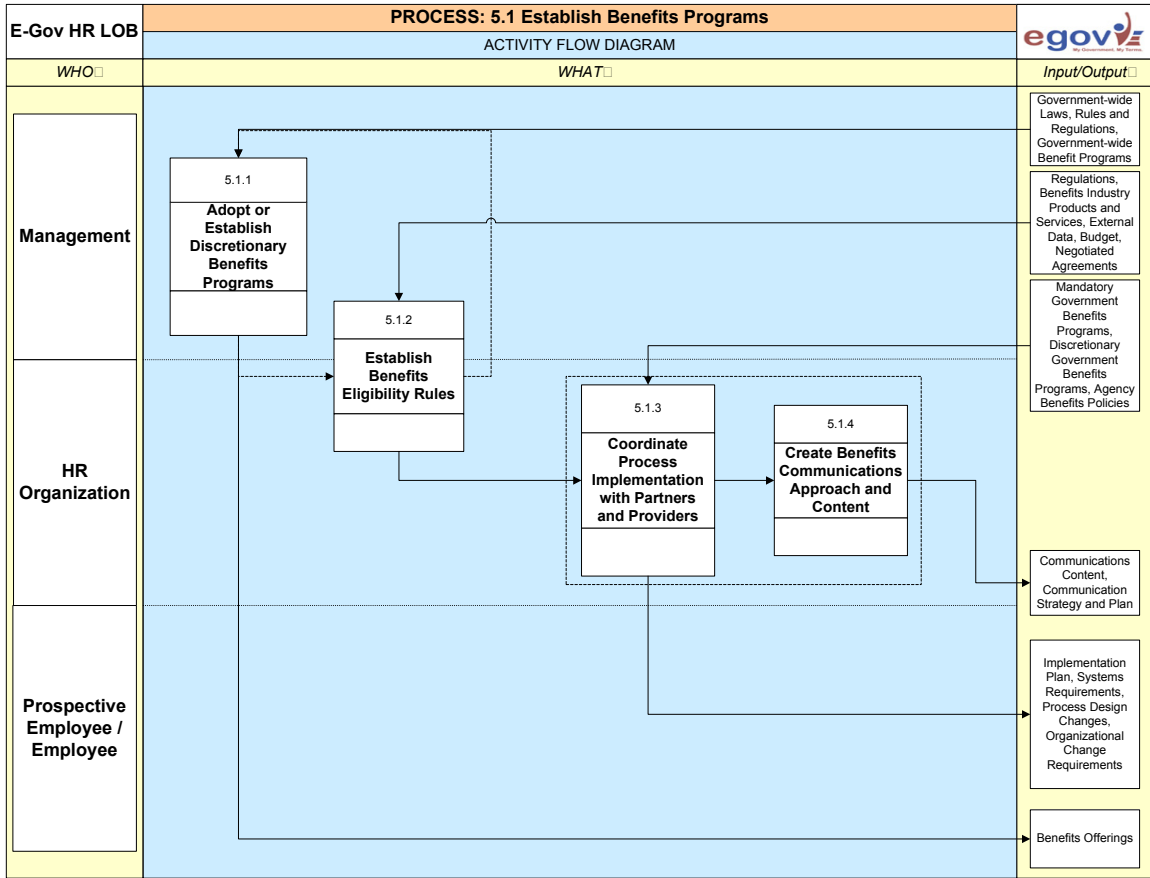 E-Gov HR LOB
PROCESS: 5.1 Establish Benefits Programs
ACTIVITY FLOW DIAGRAM
egov
My Government. My Terms.
WHO□
WHAT□
Input/Output□
Management
HR
Organization
Prospective
Employee /
Employee
5.1.1
Adopt or
Establish
Discretionary
Benefits
Programs
5.1.2
Establish
Benefits
Eligibility Rules
5.1.3
Coordinate
Process
Implementation
with Partners
and Providers
5.1.4
Create Benefits
Communications
Approach and
Content
Government-wide
Laws, Rules and
Regulations,
Government-wide
Benefit Programs
Regulations,
Benefits Industry
Products and
Services, External
Data, Budget,
Negotiated
Agreements
Mandatory
Government
Benefits
Programs,
Discretionary
Government
Benefits
Programs, Agency
Benefits Policies
Communications
Content,
Communication
Strategy and Plan
Implementation
Plan, Systems
Requirements,
Process Design
Changes,
Organizational
Change
Requirements
Benefits Offerings